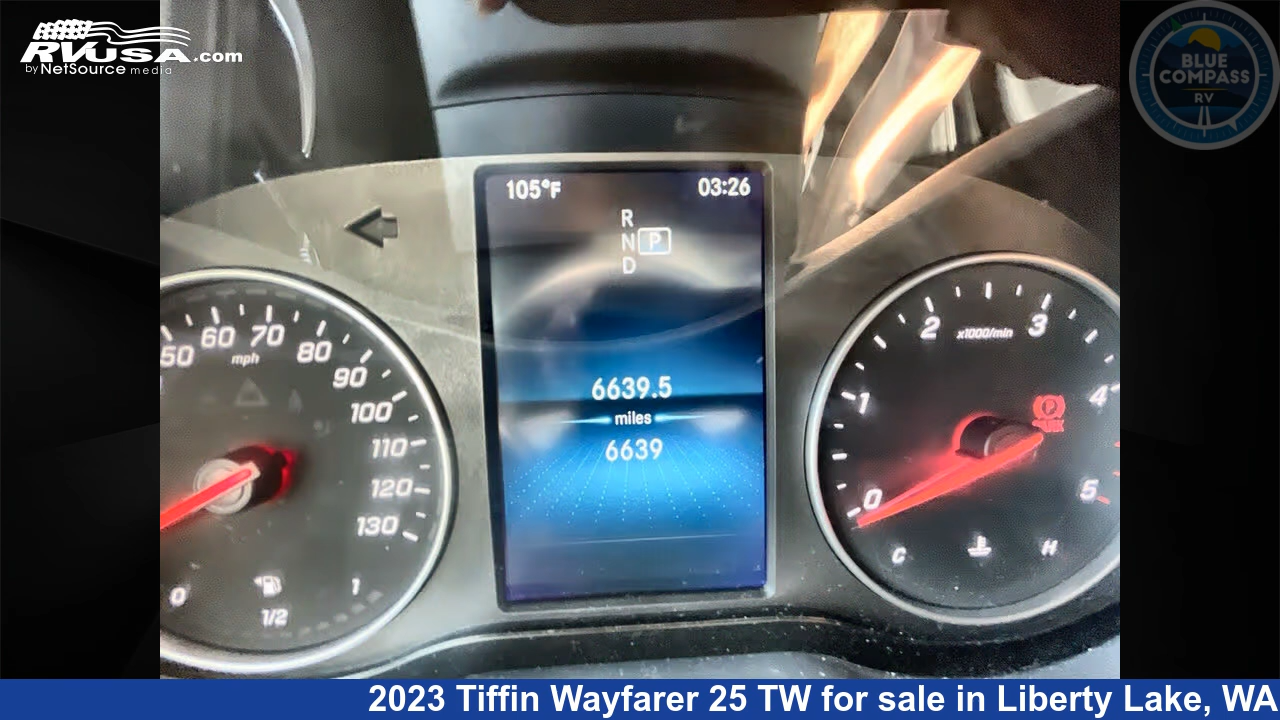 RVUSA.com
by NetSource media
BLUE
COMPASS
RV
105°F 03:26
R
N P
D
6639.5
miles
6639
50 60 70 80 90 100 110 120 130
mph
0 1/2 1
0 1 2 3 4 5
x1000/min
P
C H
2023 Tiffin Wayfarer 25 TW for sale in Liberty Lake, WA